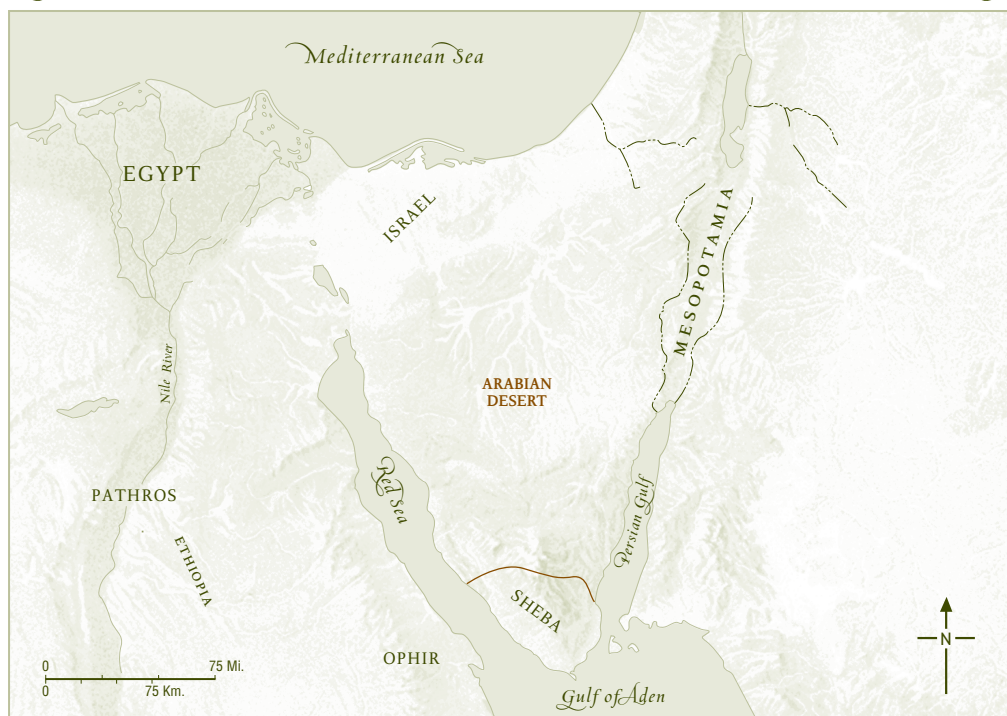 Mediterranean Sea
EGYPT
ISRAEL
MESOPOTAMIA
Nile River
ARABIAN
DESERT
Red Sea
Persian Gulf
PATHROS
ETHIOPIA
SHEBA
OPHIR
N
0
75 Mi.
0
75 Km.
Gulf of Aden